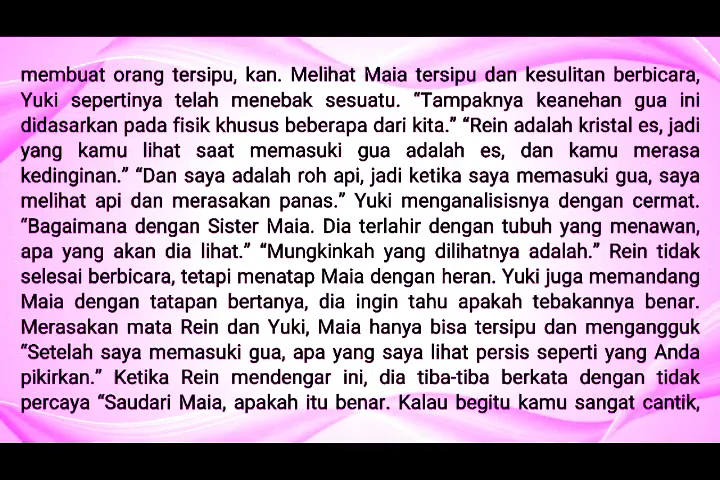 membuat orang tersipu, kan. Melihat Maia tersipu dan kesulitan berbicara,
Yuki sepertinya telah menebak sesuatu. “Tampaknya keanehan gua ini
didasarkan pada fisik khusus beberapa dari kita.” “Rein adalah kristal es, jadi
yang kamu lihat saat memasuki gua adalah es, dan kamu merasa
kedinginan.” “Dan saya adalah roh api, jadi ketika saya memasuki gua, saya
melihat api dan merasakan panas.” Yuki menganalisisnya dengan cermat.
“Bagaimana dengan Sister Maia. Dia terlahir dengan tubuh yang menawan,
apa yang akan dia lihat.” “Mungkinkah yang dilihatnya adalah.” Rein tidak
selesai berbicara, tetapi menatap Maia dengan heran. Yuki juga memandang
Maia dengan tatapan bertanya, dia ingin tahu apakah tebakannya benar.
Merasakan mata Rein dan Yuki, Maia hanya bisa tersipu dan mengangguk
“Setelah saya memasuki gua, apa yang saya lihat persis seperti yang Anda
pikirkan.” Ketika Rein mendengar ini, dia tiba-tiba berkata dengan tidak
percaya “Saudari Maia, apakah itu benar. Kalau begitu kamu sangat cantik,